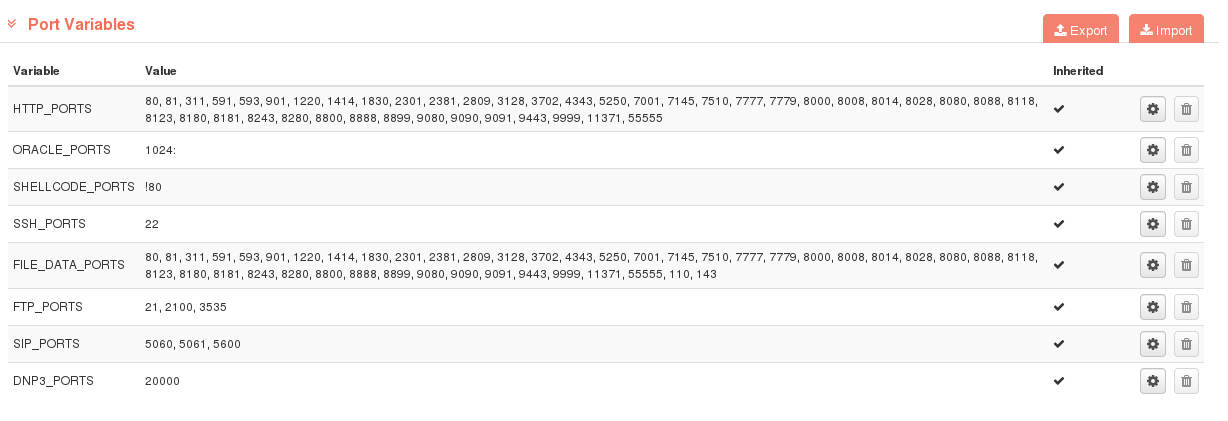 Port Variables
Export Import
Variable Value Inherited
HTTP_PORTS 80, 81, 311, 591, 593, 901, 1220, 1414, 1830, 2301, 2381, 2809, 3128, 3702, 4343, 5250, 7001, 7145, 7510, 7777, 7779, 8000, 8008, 8014, 8028, 8080, 8088, 8118,
8123, 8180, 8181, 8243, 8280, 8800, 8888, 8899, 9080, 9090, 9091, 9443, 9999, 11371, 55555
ORACLE_PORTS 1024:
SHELLCODE_PORTS !80
SSH_PORTS 22
FILE_DATA_PORTS 80, 81, 311, 591, 593, 901, 1220, 1414, 1830, 2301, 2381, 2809, 3128, 3702, 4343, 5250, 7001, 7145, 7510, 7777, 7779, 8000, 8008, 8014, 8028, 8080, 8088, 8118,
8123, 8180, 8181, 8243, 8280, 8800, 8888, 8899, 9080, 9090, 9091, 9443, 9999, 11371, 55555, 110, 143
FTP_PORTS 21, 2100, 3535
SIP_PORTS 5060, 5061, 5600
DNP3_PORTS 20000